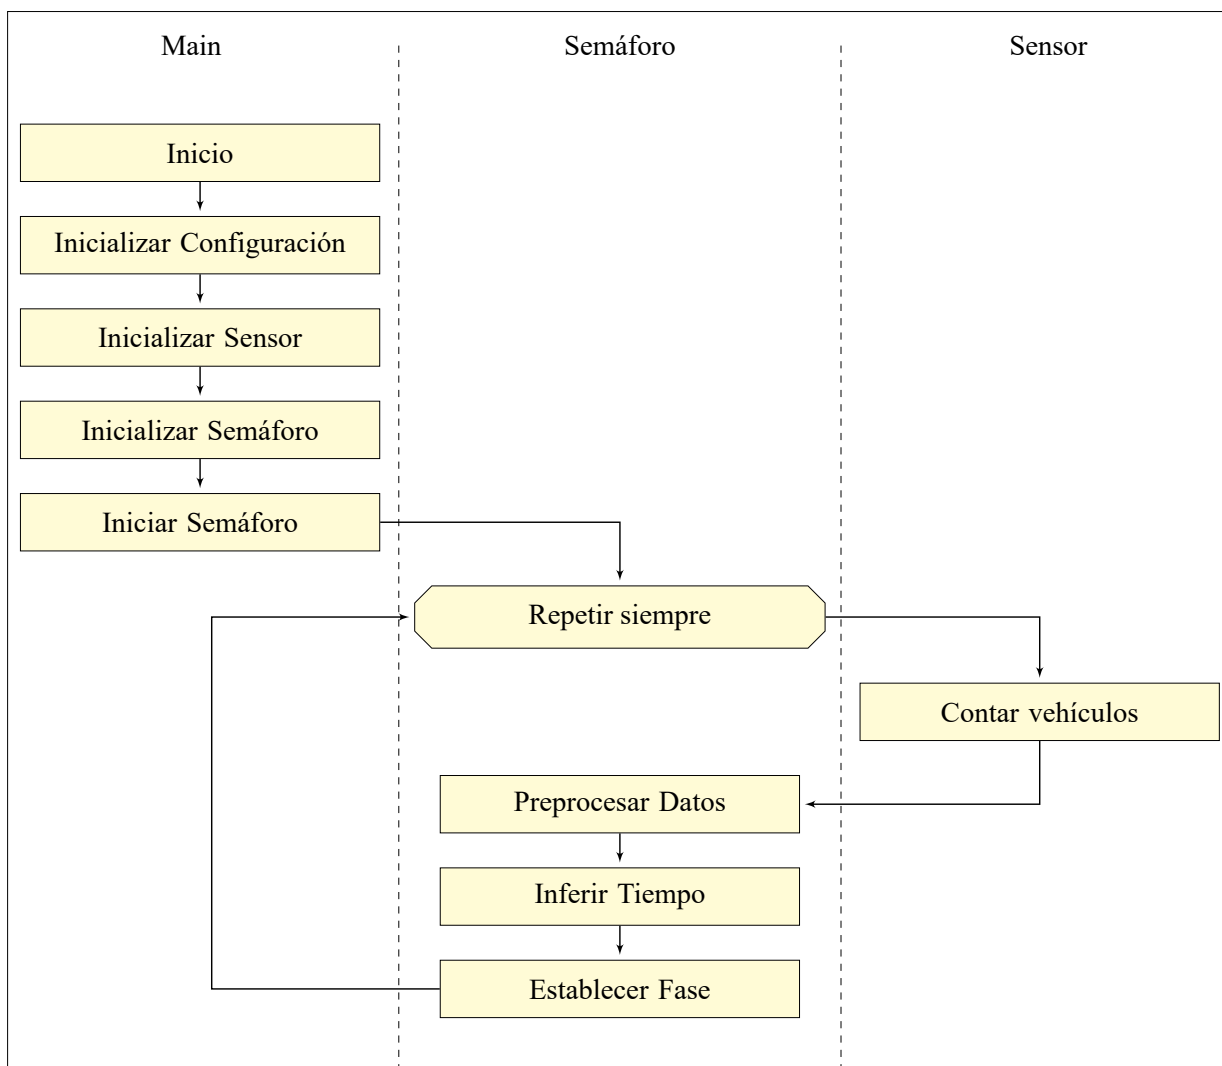 Main
Semáforo
Sensor
Inicio
Inicializar Configuración
Inicializar Sensor
Inicializar Semáforo
Iniciar Semáforo
Repetir siempre
Contar vehículos
Preprocesar Datos
Inferir Tiempo
Establecer Fase